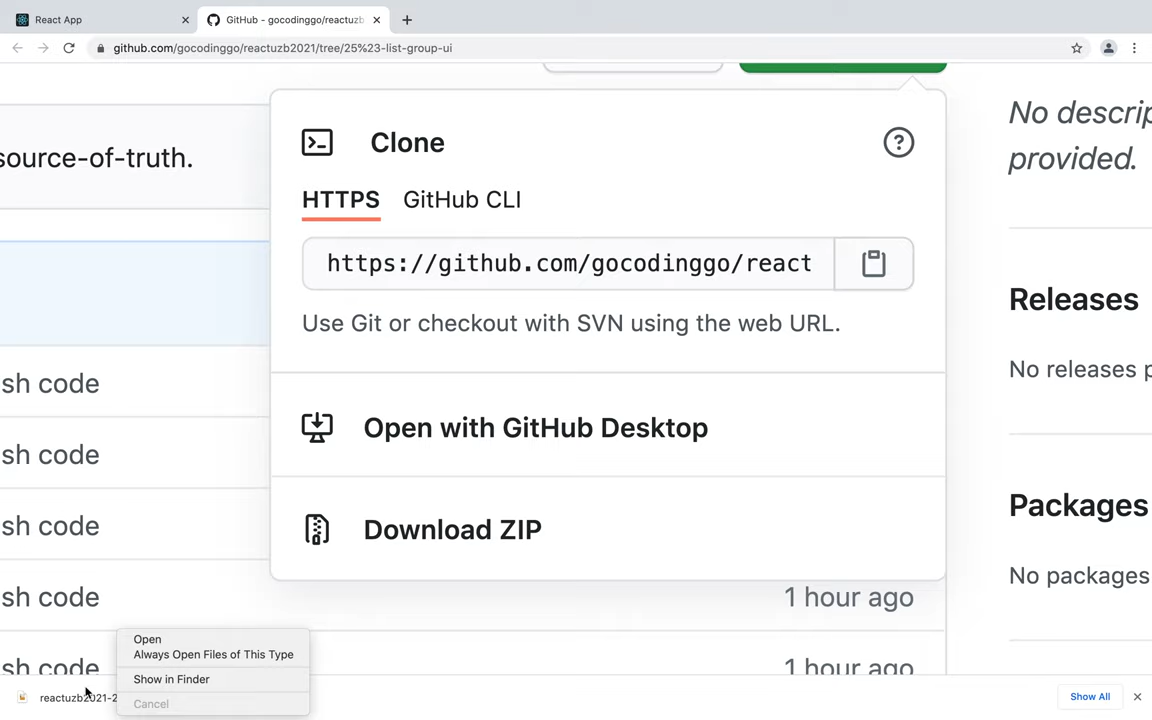 React App
GitHub - gocodinggo/reactuzb
github.com/gocodinggo/reactuzb2021/tree/25%23-list-group-ui
Clone
No descrip
provided.
source-of-truth.
HTTPS
GitHub CLI
https://github.com/gocodinggo/react
Use Git or checkout with SVN using the web URL.
Releases
No releases p
sh code
Open with GitHub Desktop
sh code
Packages
sh code
Download ZIP
No packages
sh code
1 hour ago
sh code
1 hour ago
Open
Always Open Files of This Type
Show in Finder
Cancel
reactuzb2021-2
Show All